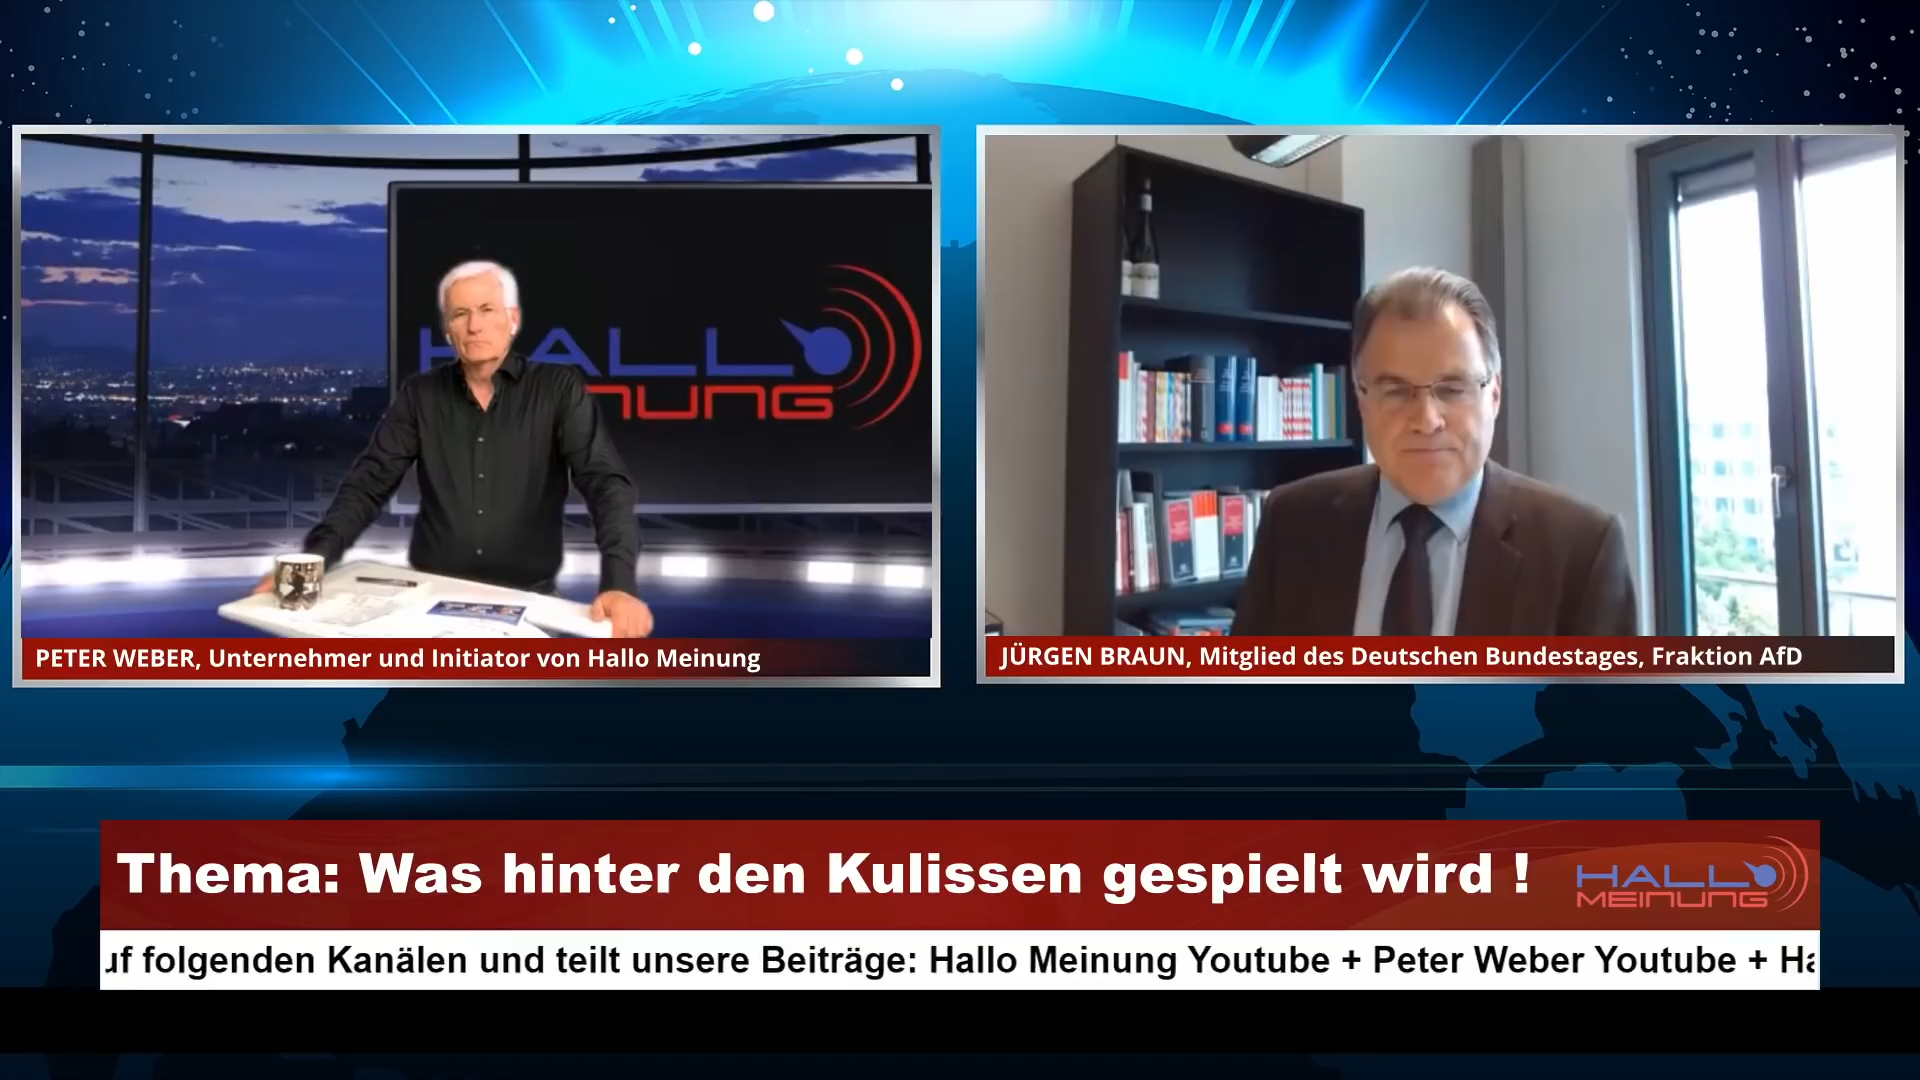 HALLO
INUNG
PETER WEBER, Unternehmer und Initiator von Hallo Meinung
JÜRGEN BRAUN, Mitglied des Deutschen Bundestages, Fraktion AfD
Thema: Was hinter den Kulissen gespielt wird !
HALLO
MEINUNG
uf folgenden Kanälen und teilt unsere Beiträge: Hallo Meinung Youtube + Peter Weber Youtube + Ha